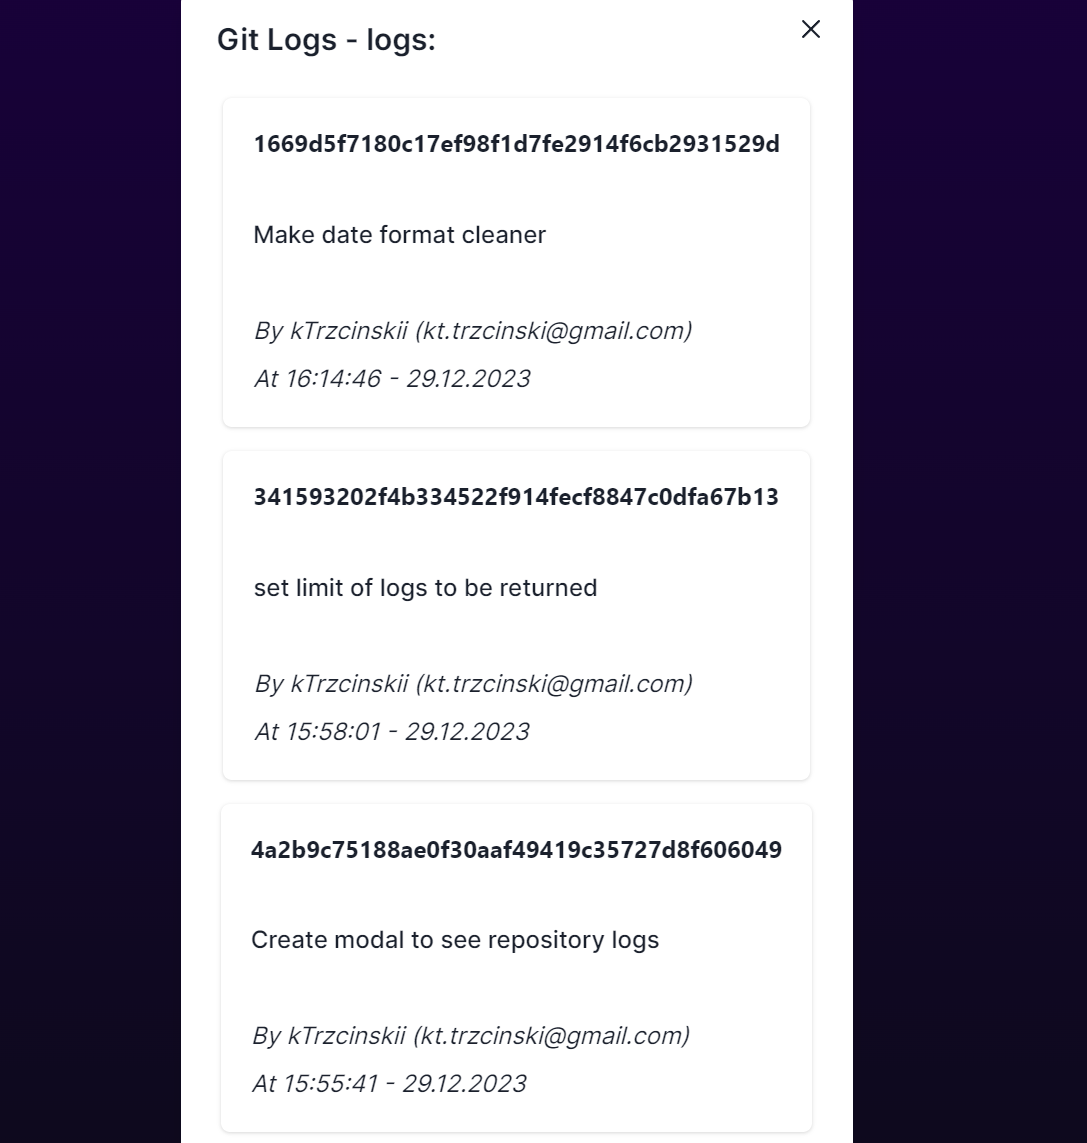 Git Logs - logs:
1669d5f7180c17ef98f1d7fe2914f6cb2931529d
Make date format cleaner
By kTrzcinskii (kt.trzcinski@gmail.com)
At 16:14:46 - 29.12.2023
341593202f4b334522f914fecf8847c0dfa67b13
set limit of logs to be returned
By kTrzcinskii (kt.trzcinski@gmail.com)
At 15:58:01 - 29.12.2023
4a2b9c75188ae0f30aaf49419c35727d8f606049
Create modal to see repository logs
By kTrzcinskii (kt.trzcinski@gmail.com)
At 15:55:41 - 29.12.2023